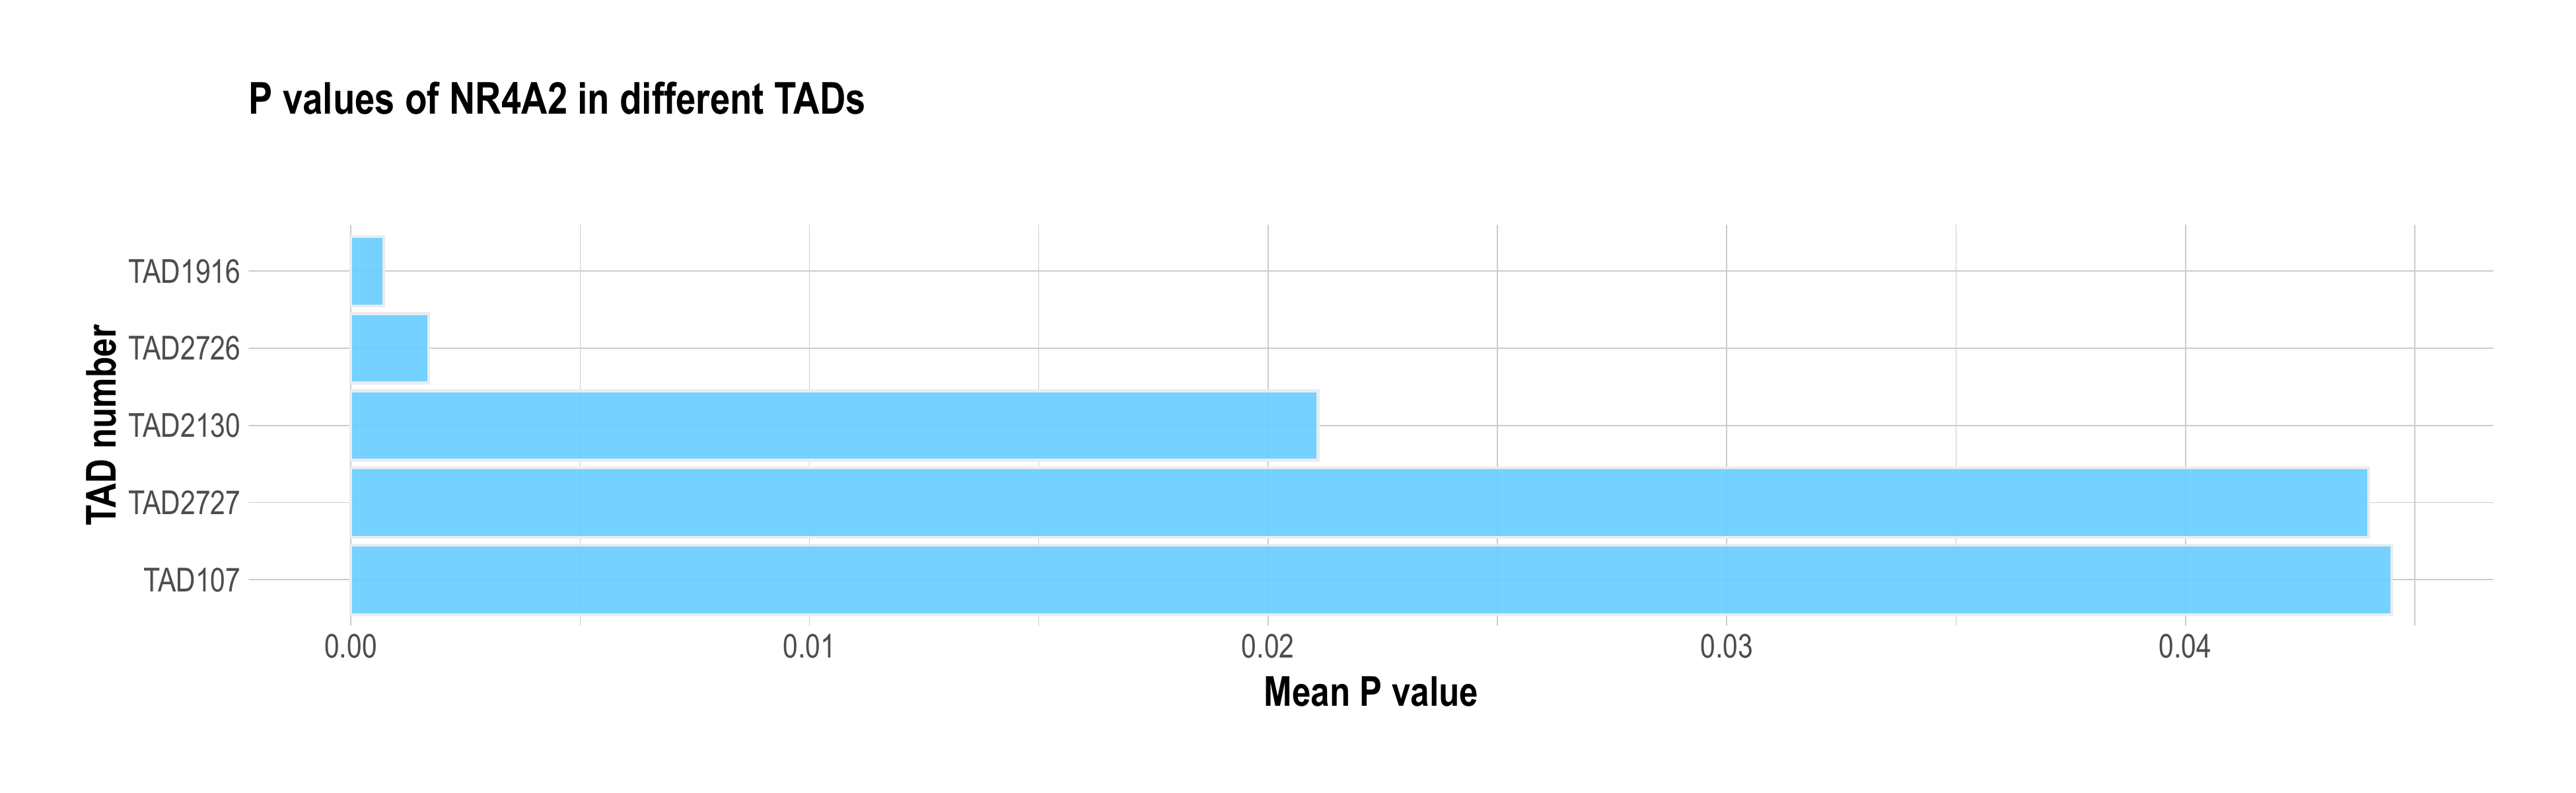 P values of NR4A2 in different TADs
TAD number
TAD1916
TAD2726
TAD2130
TAD2727
TAD107
0.00 0.01 0.02 0.03 0.04
Mean P value